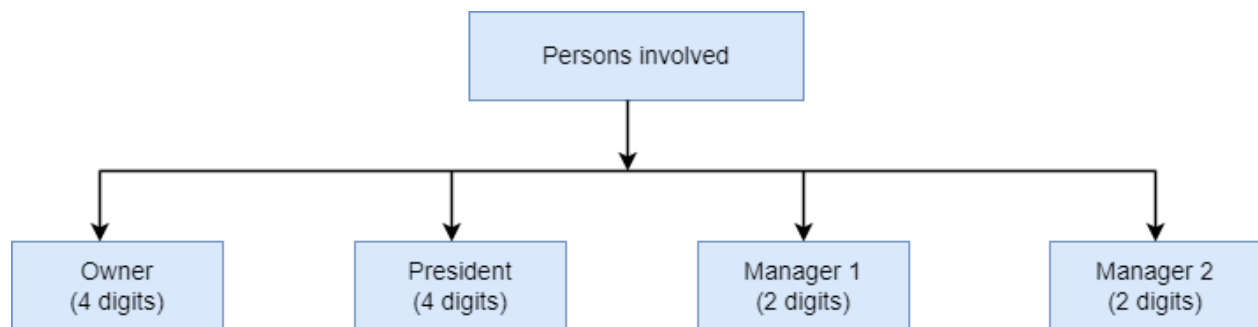 Persons involved
Owner
(4 digits)
President
(4 digits)
Manager 1
(2 digits)
Manager 2
(2 digits)